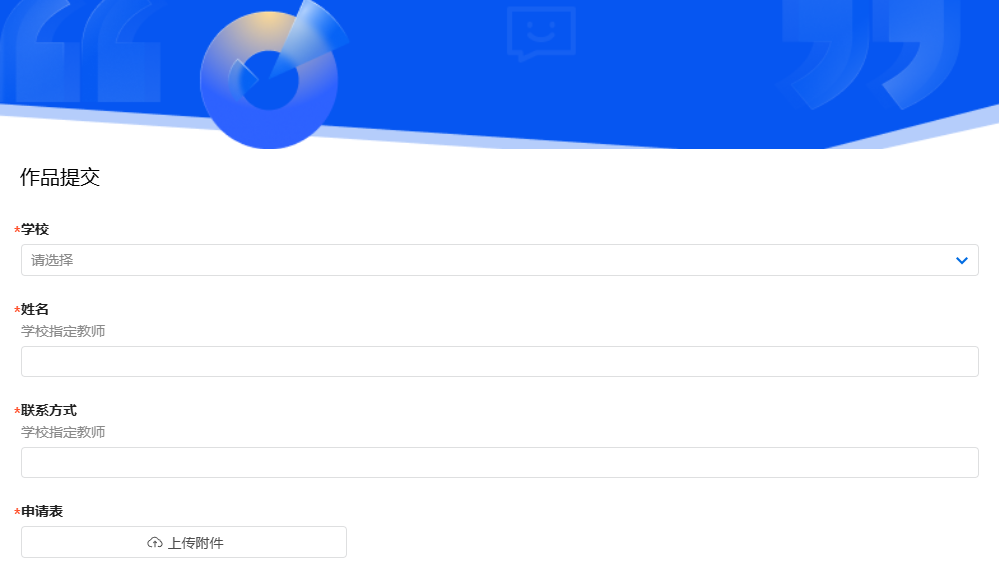 作品提交
*学校
请选择
*姓名
学校指定教师
*联系方式
学校指定教师
*申请表
上传附件